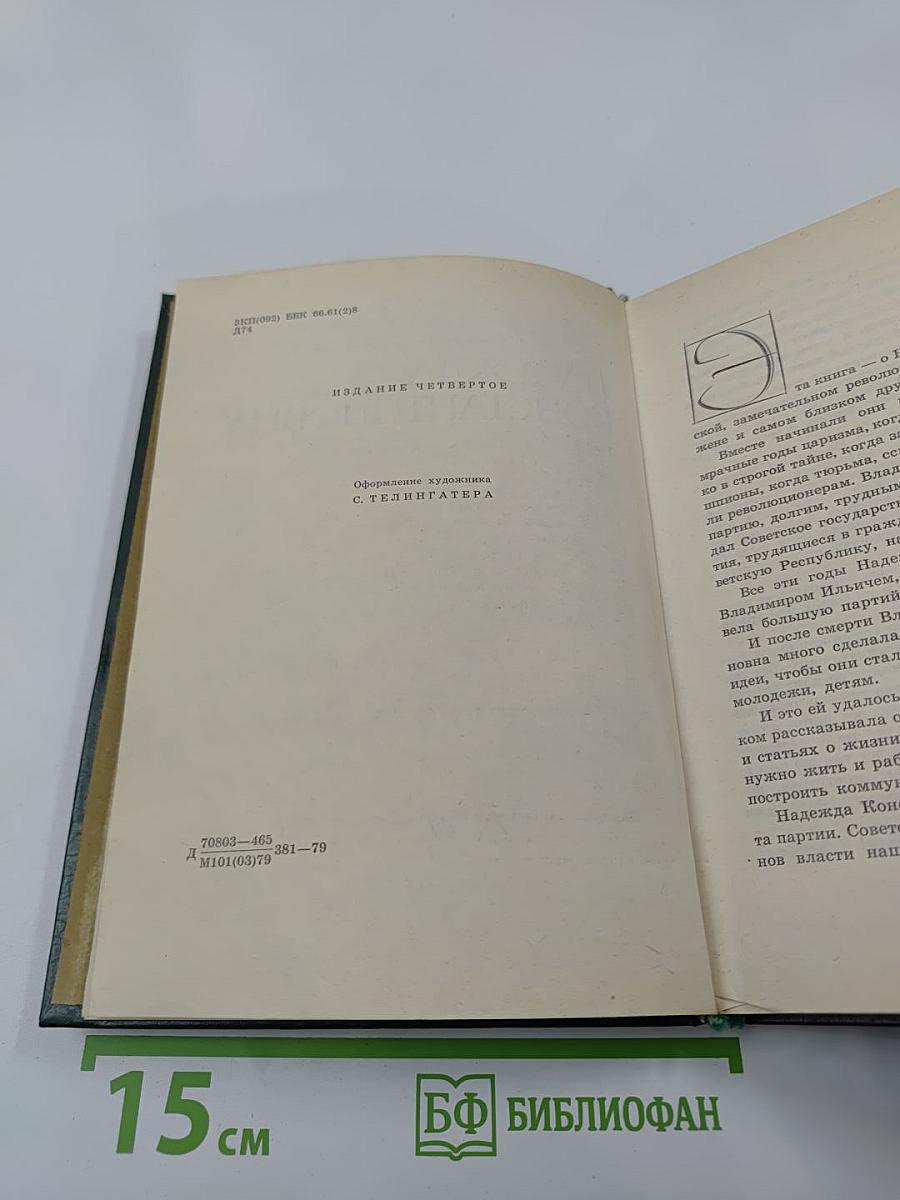 3КП(092) ББК 66.61(2)8
Д74
ИЗДАНИЕ ЧЕТВЕРТОЕ
Оформление художника
С. ТЕЛИНГАТЕРА
Д 70803—465 381—79
М101(03)79
Э
та книга — о Н
ской, замечательном револю
жене и самом близком дру
Вместе начинали они
мрачные годы царизма, ког
ко в строгой тайне, когда за
шпионы, когда тюрьма, сс
ли революционерам. Влад
партию, долгим, трудным
дал Советское государст
тия, трудящиеся в граж
ветскую Республику, на
Все эти годы Наде
Владимиром Ильичем,
вела большую партий
И после смерти Вл
новна много сделала
идеи, чтобы они стал
молодежи, детям.
И это ей удалось
ком рассказывала о
и статьях о жизни
нужно жить и раб
построить комму
Надежда Конс
та партии. Советс
нов власти наш
15 см
БФ БИБЛИОФАН